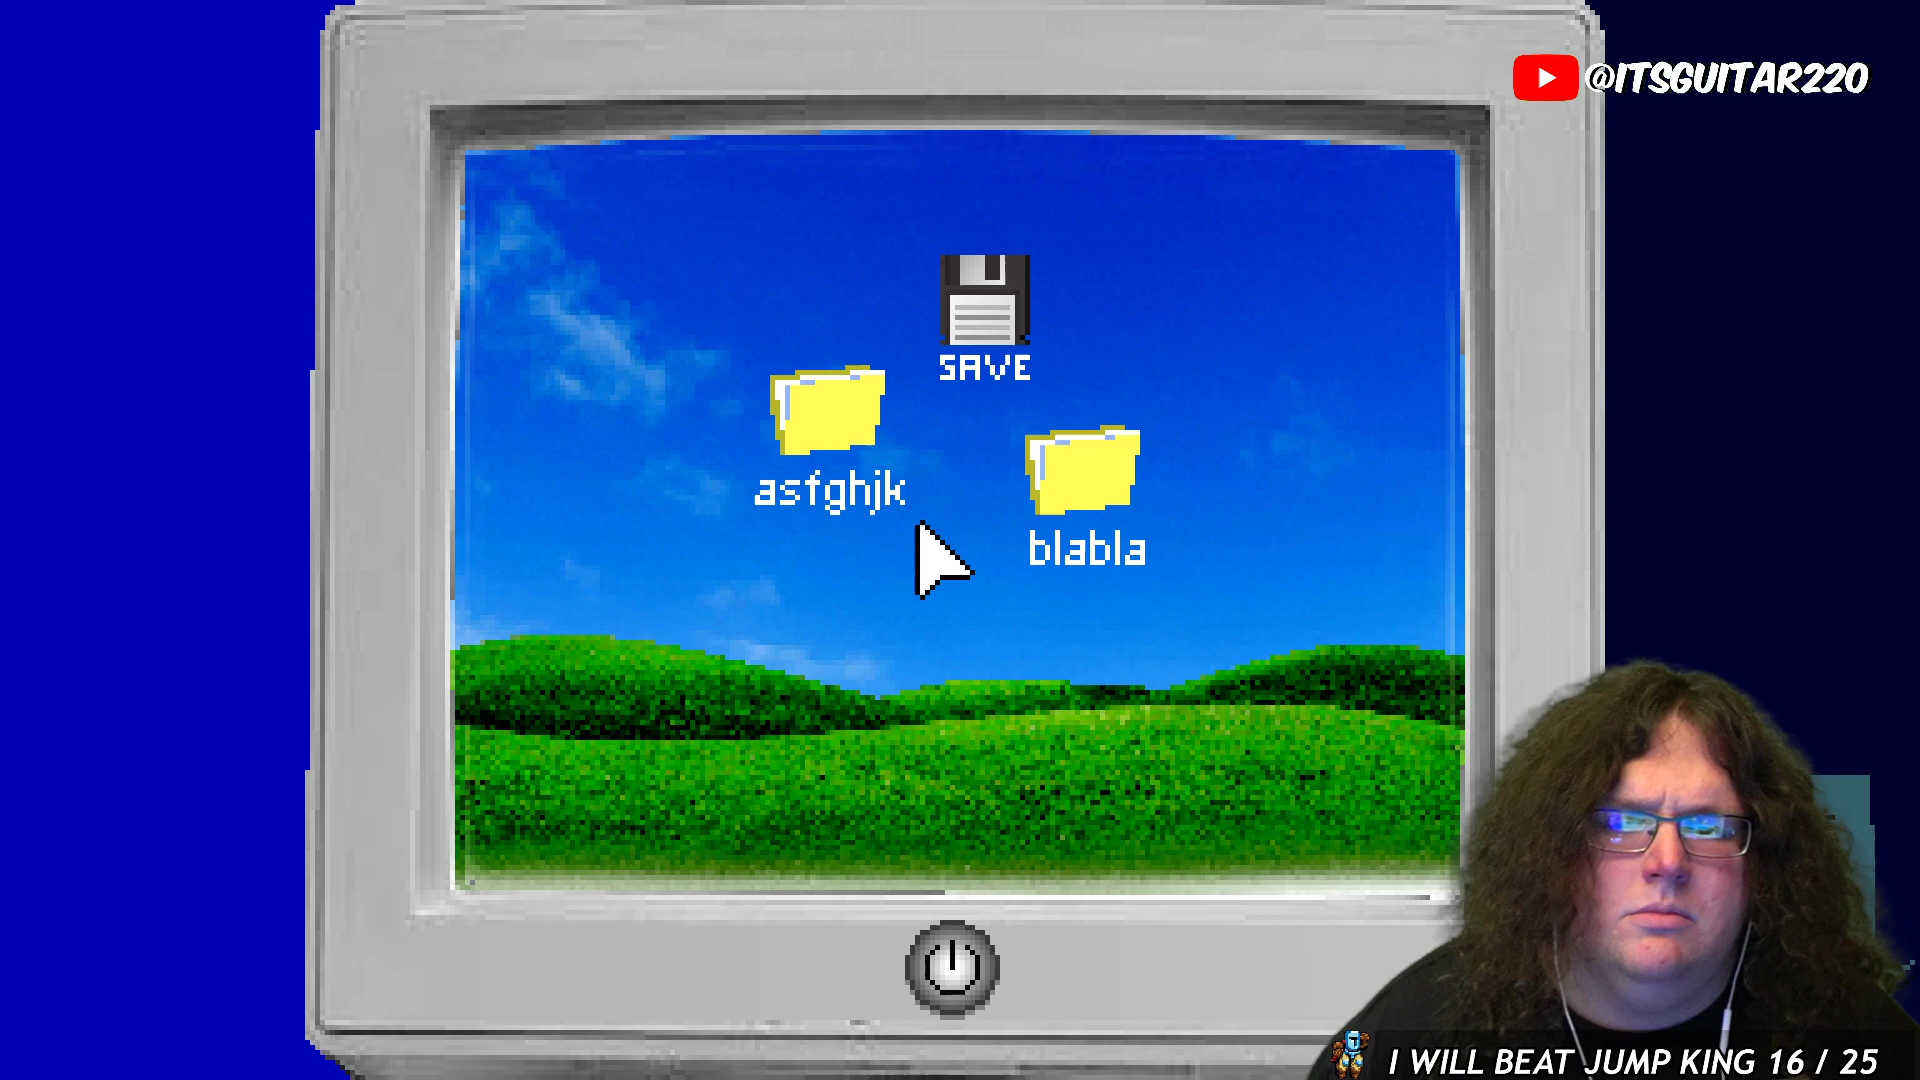 @ITSGUITAR220
SAVE
asfghjk
blabla
I WILL BEAT JUMP KING 16 / 25